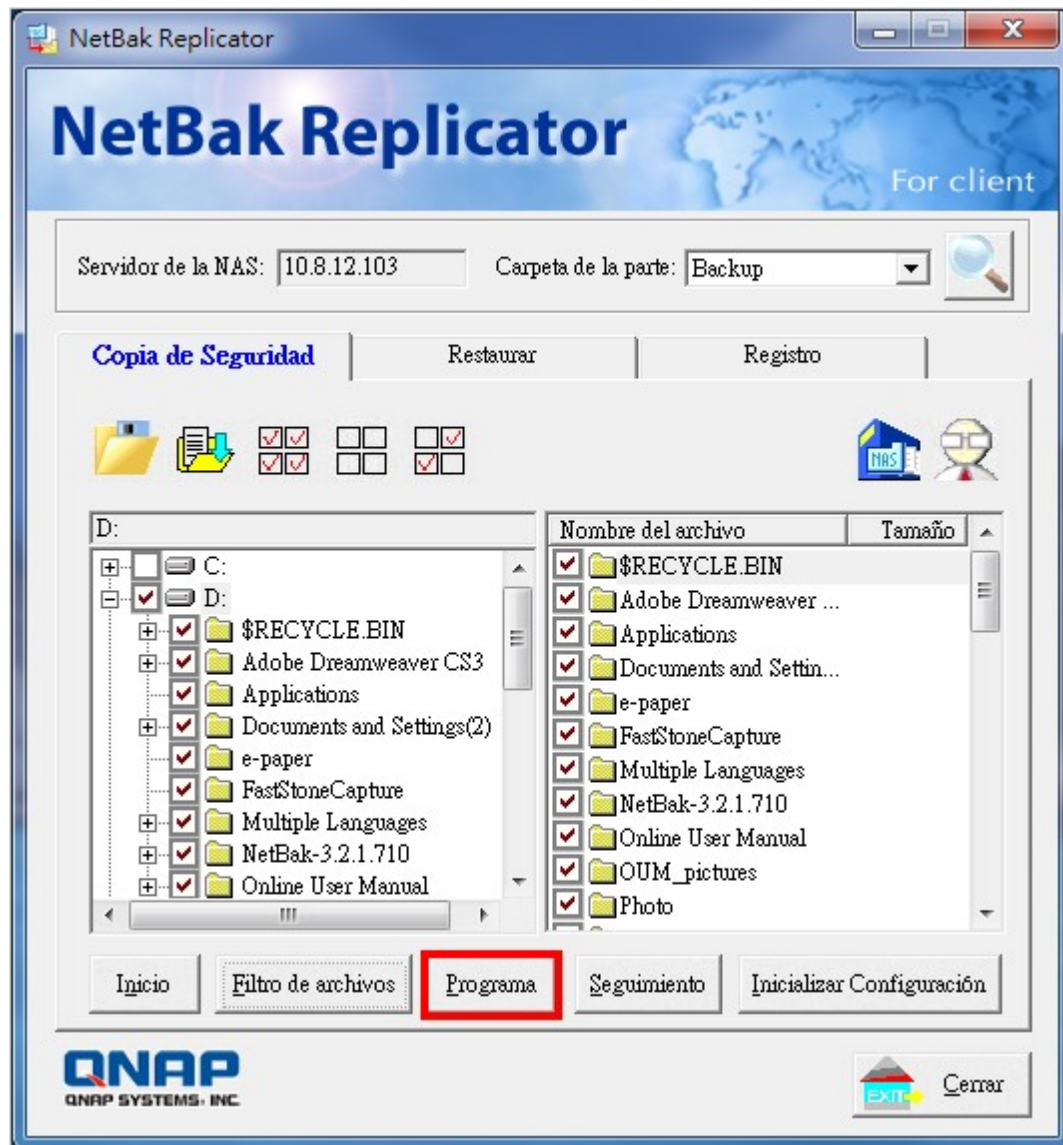 NetBak Replicator
X
NetBak Replicator
For client
Servidor de la NAS: 10.8.12.103 Carpeta de la parte: Backup
Copia de Seguridad Restaurar Registro
NAS
D:
C:
D:
$RECYCLE.BIN
Adobe Dreamweaver CS3
Applications
Documents and Settings(2)
e-paper
FastStoneCapture
Multiple Languages
NetBak-3.2.1.710
Online User Manual
Nombre del archivo Tamaño
$RECYCLE.BIN
Adobe Dreamweaver ...
Applications
Documents and Settin...
e-paper
FastStoneCapture
Multiple Languages
NetBak-3.2.1.710
Online User Manual
OUM_pictures
Photo
Inicio Filtro de archivos Programa Seguimiento Inicializar Configuración
QNAP
QNAP SYSTEMS, INC
EXIT Cerrar